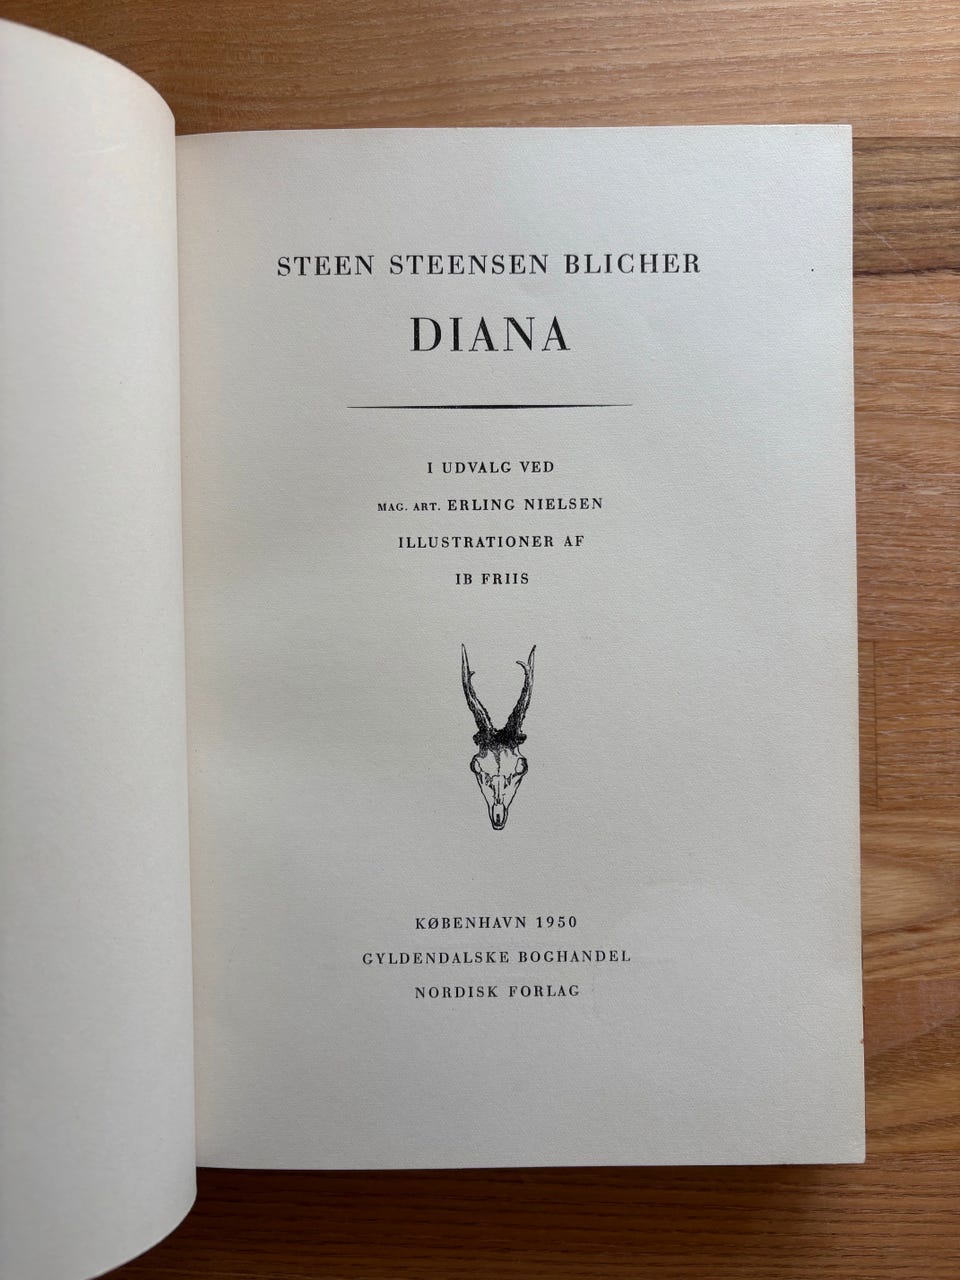 STEEN STEENSEN BLICHER
DIANA
I UDVALG VED
MAG. ART. ERLING NIELSEN
ILLUSTRATIONER AF
IB FRIIS
KØBENHAVN 1950
GYLDENDALSKE BOGHANDEL
NORDISK FORLAG